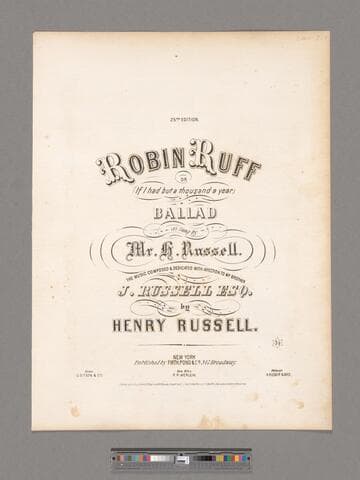 25TH EDITION.
ROBIN RUFF
OR
(If I had but a thousand a year)
BALLAD
as sung by
Mr. H. Russell.
THE MUSIC COMPOSED & DEDICATED WITH AFFECTION TO MY BROTHER
J. RUSSELL ESQ.
by
HENRY RUSSELL.
NEW YORK
Published by FIRTH, POND & CO. 547 Broadway.